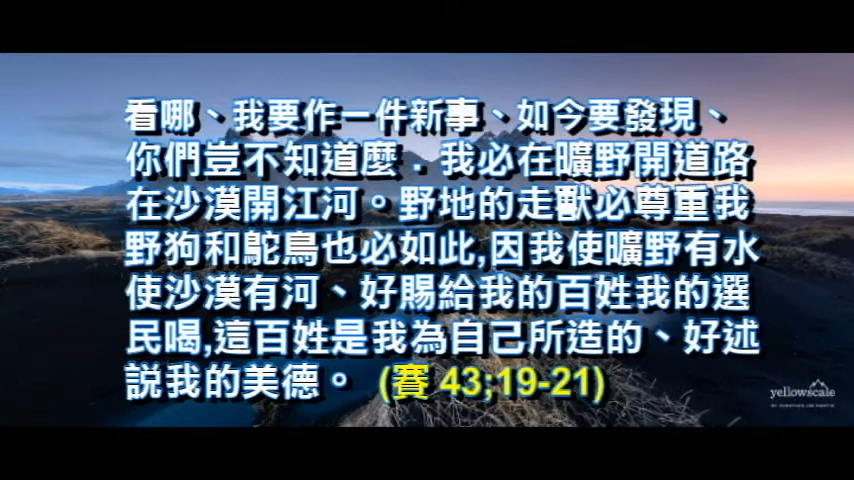 看哪、我要作一件新事、如今要發現、
你們豈不知道麼．我必在曠野開道路
在沙漠開江河。野地的走獸必尊重我
野狗和鴕鳥也必如此,因我使曠野有水
使沙漠有河、好賜給我的百姓我的選
民喝,這百姓是我為自己所造的、好述
說我的美德。 (賽 43;19-21)
yellowscale